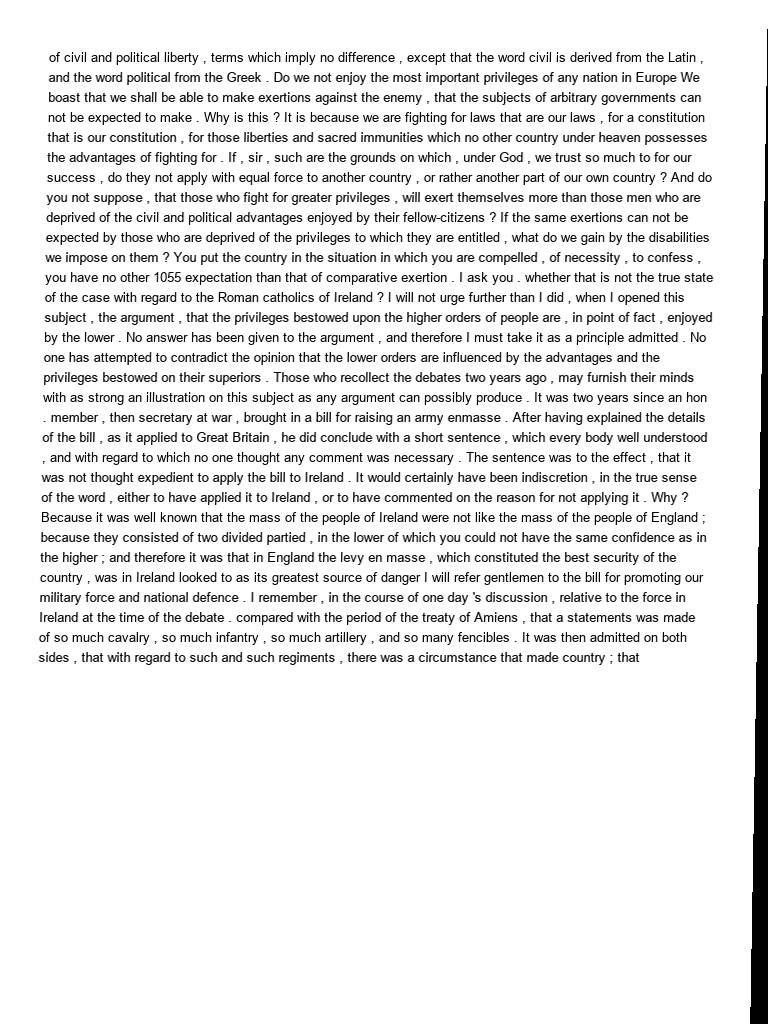 of civil and political liberty , terms which imply no difference , except that the word civil is derived from the Latin ,
and the word political from the Greek . Do we not enjoy the most important privileges of any nation in Europe We
boast that we shall be able to make exertions against the enemy , that the subjects of arbitrary governments can
not be expected to make . Why is this ? It is because we are fighting for laws that are our laws , for a constitution
that is our constitution , for those liberties and sacred immunities which no other country under heaven possesses
the advantages of fighting for . If , sir , such are the grounds on which , under God , we trust so much to for our
success , do they not apply with equal force to another country , or rather another part of our own country ? And do
you not suppose , that those who fight for greater privileges , will exert themselves more than those men who are
deprived of the civil and political advantages enjoyed by their fellow-citizens ? If the same exertions can not be
expected by those who are deprived of the privileges to which they are entitled , what do we gain by the disabilities
we impose on them ? You put the country in the situation in which you are compelled , of necessity , to confess ,
you have no other 1055 expectation than that of comparative exertion . I ask you . whether that is not the true state
of the case with regard to the Roman catholics of Ireland ? I will not urge further than I did , when I opened this
subject , the argument , that the privileges bestowed upon the higher orders of people are , in point of fact , enjoyed
by the lower . No answer has been given to the argument , and therefore I must take it as a principle admitted . No
one has attempted to contradict the opinion that the lower orders are influenced by the advantages and the
privileges bestowed on their superiors . Those who recollect the debates two years ago , may furnish their minds
with as strong an illustration on this subject as any argument can possibly produce . It was two years since an hon
. member , then secretary at war , brought in a bill for raising an army enmasse . After having explained the details
of the bill , as it applied to Great Britain , he did conclude with a short sentence , which every body well understood
, and with regard to which no one thought any comment was necessary . The sentence was to the effect , that it
was not thought expedient to apply the bill to Ireland . It would certainly have been indiscretion , in the true sense
of the word , either to have applied it to Ireland , or to have commented on the reason for not applying it . Why ?
Because it was well known that the mass of the people of Ireland were not like the mass of the people of England ;
because they consisted of two divided partied , in the lower of which you could not have the same confidence as in
the higher ; and therefore it was that in England the levy en masse , which constituted the best security of the
country , was in Ireland looked to as its greatest source of danger I will refer gentlemen to the bill for promoting our
military force and national defence . I remember , in the course of one day 's discussion , relative to the force in
Ireland at the time of the debate . compared with the period of the treaty of Amiens , that a statements was made
of so much cavalry , so much infantry , so much artillery , and so many fencibles . It was then admitted on both
sides , that with regard to such and such regiments , there was a circumstance that made country ; that